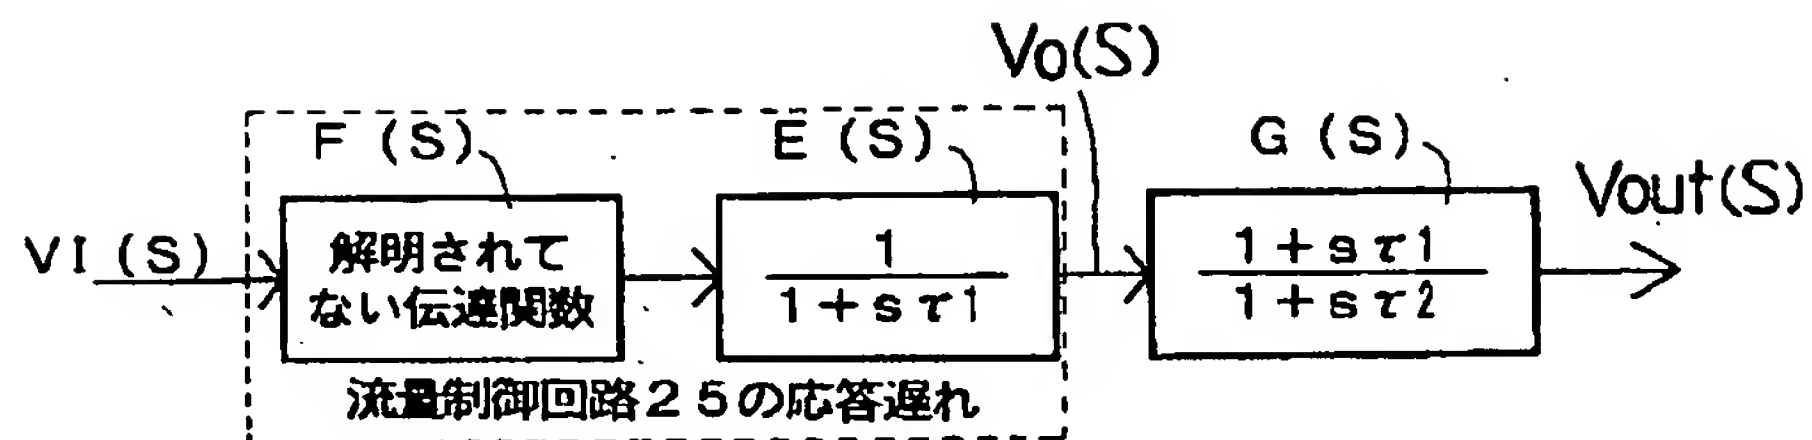 Vo(S)
F (S)
E (S)
G (S)
Vout(S)
VI (S)
解明されて
ない伝達関数
1
1+sτ1
1+sτ1
1+sτ2
流量制御回路25の応答遅れ